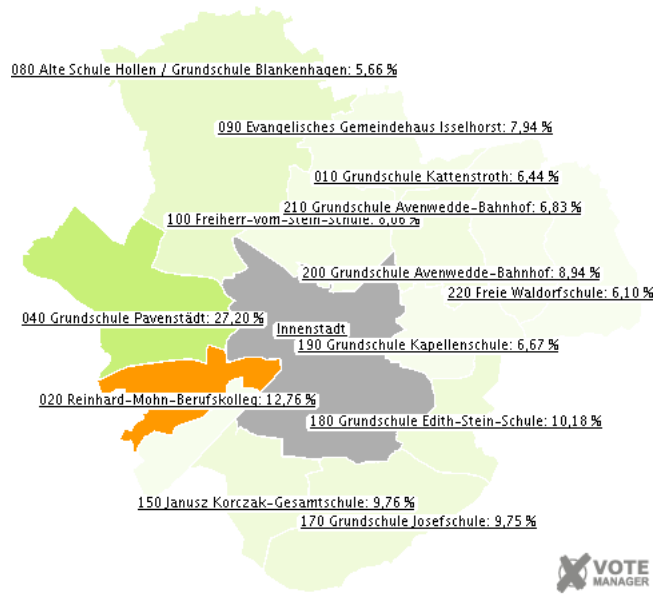 080 Alte Schule Hollen / Grundschule Blankenhagen: 5,66 %
090 Evangelisches Gemeindehaus Isselhorst: 7,94 %
010 Grundschule Kattenstroth: 6,44 %
210 Grundschule Avenwedde-Bahnhof: 6,83 %
100 Freiherr-vom-Stein-Schule: 8,06 %
200 Grundschule Avenwedde-Bahnhof: 8,94 %
220 Freie Waldorfschule: 6,10 %
040 Grundschule Pavenstädt: 27,20 %
Innenstadt
190 Grundschule Kapellenschule: 6,67 %
020 Reinhard-Mohn-Berufskolleg: 12,76 %
180 Grundschule Edith-Stein-Schule: 10,18 %
150 Janusz Korczak-Gesamtschule: 9,76 %
170 Grundschule Josefschule: 9,75 %
VOTE
MANAGER